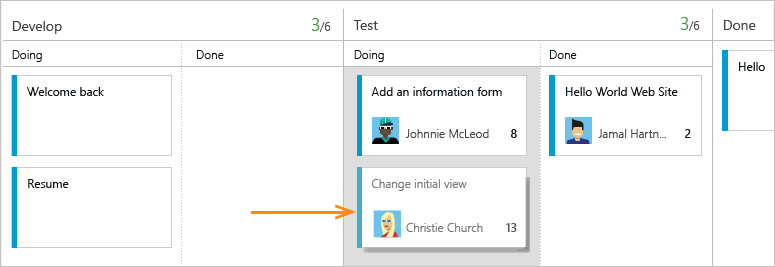 Develop 3/6 Test 3/6 Done
Doing Done Doing Done
Welcome back
Resume
Add an information form
Johnnie McLeod 8
Change initial view
Christie Church 13
Hello World Web Site
Jamal Hartn... 2
Hello